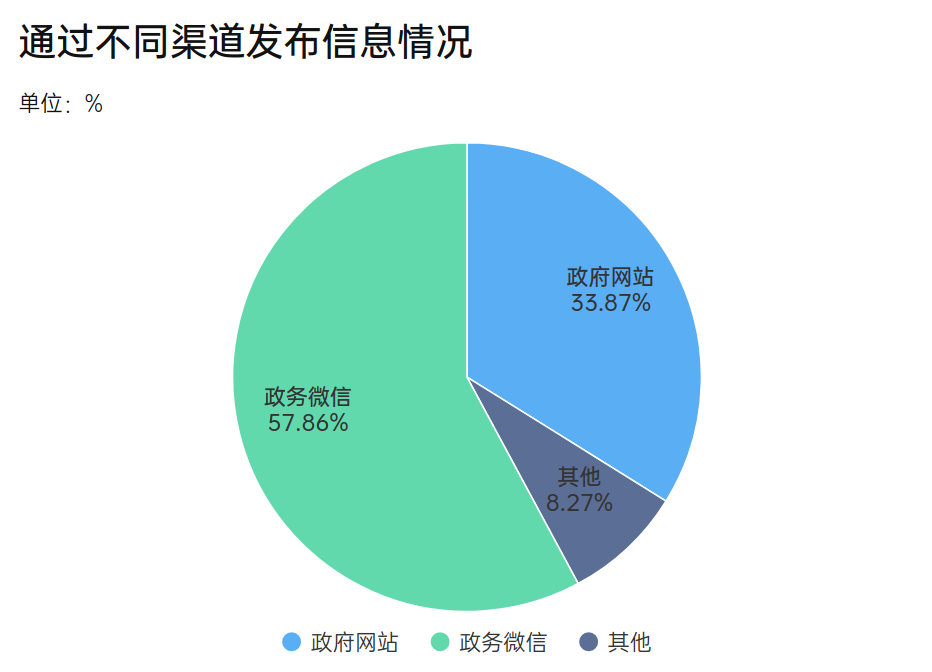 通过不同渠道发布信息情况
单位：%
政府网站
33.87%
政务微信
57.86%
其他
8.27%
政府网站 政务微信 其他